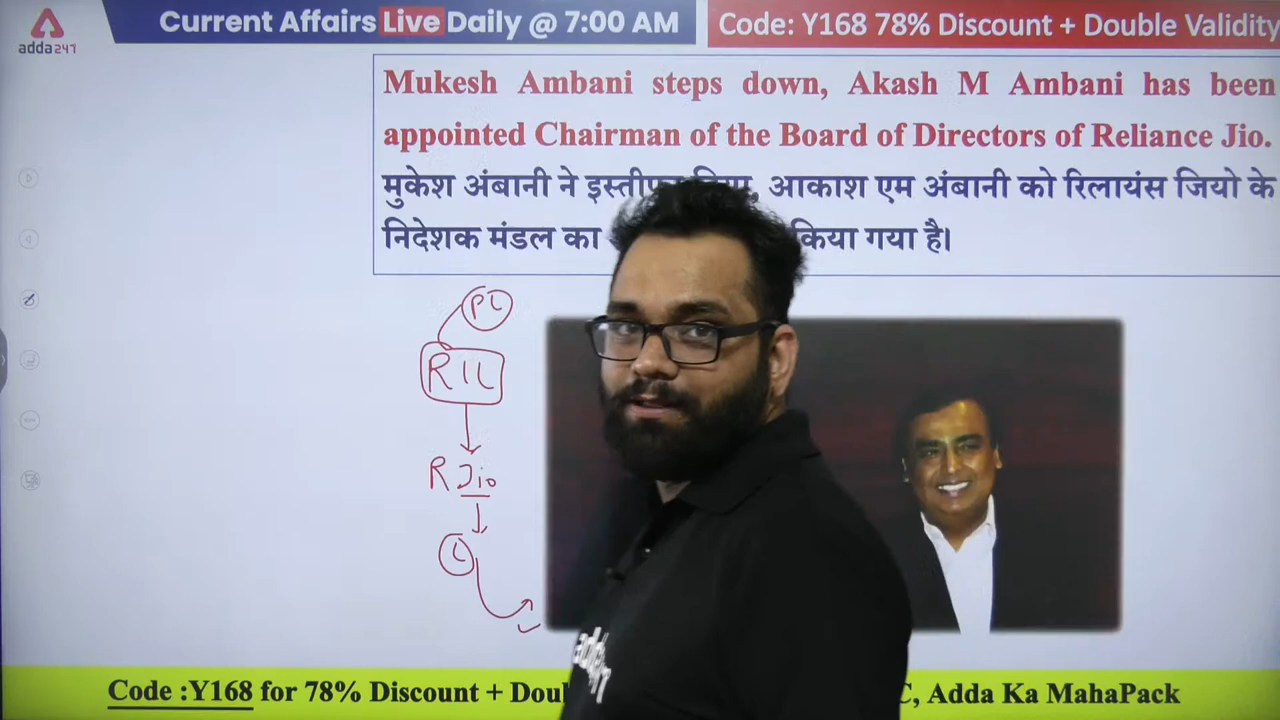 Current Affairs Live Daily @ 7:00 AM
Code: Y168 78% Discount + Double Validity
adda247
Mukesh Ambani steps down, Akash M Ambani has been
appointed Chairman of the Board of Directors of Reliance Jio.
मुकेश अंबानी ने आकाश एम अंबानी को रिलायंस जियो के
निदेशक मंडल का किया गया है।
RIL
R Jio
Code :Y168 for 78% Discount + , Adda Ka MahaPack